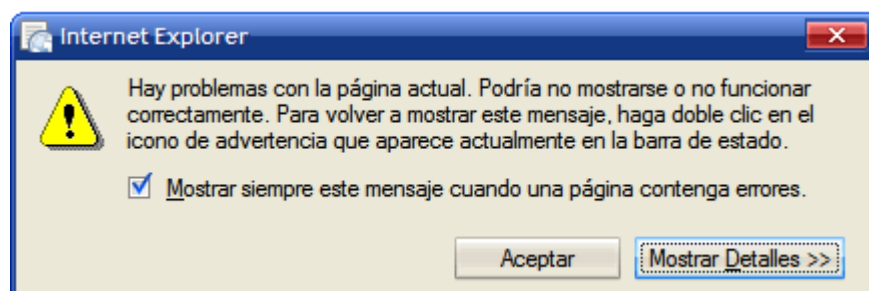 Internet Explorer
Hay problemas con la página actual. Podría no mostrarse o no funcionar
correctamente. Para volver a mostrar este mensaje, haga doble clic en el
icono de advertencia que aparece actualmente en la barra de estado.
Mostrar siempre este mensaje cuando una página contenga errores.
Aceptar
Mostrar Detalles >>